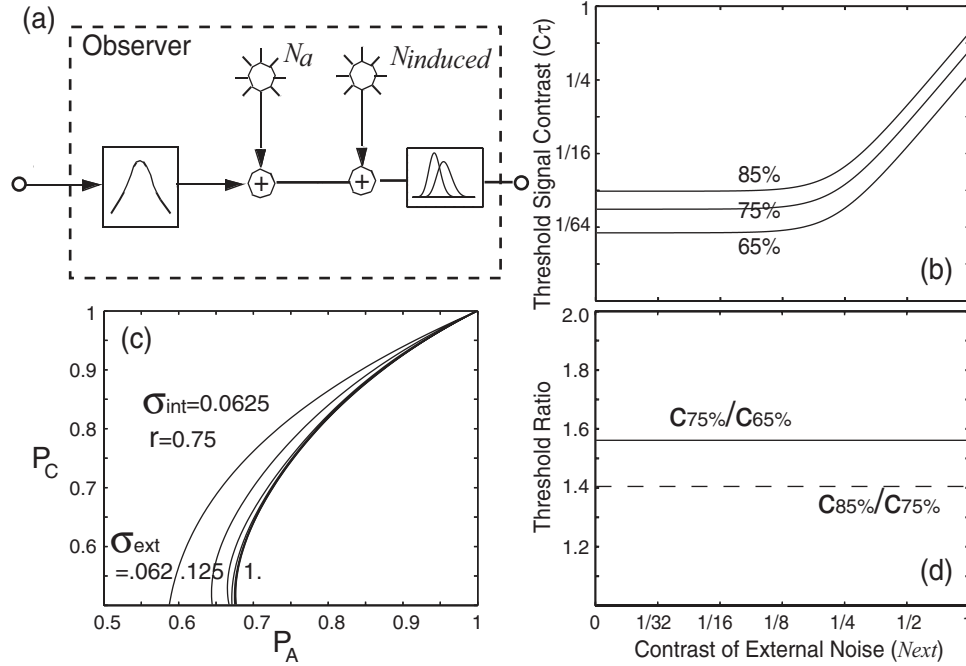 (a)
Observer
Na
Ninduced
+
+
Threshold Signal Contrast (Cτ)
1
1/4
1/16
1/64
85%
75%
65%
(b)
(c)
1
0.9
0.8
0.7
0.6
PC
σint=0.0625
r=0.75
σext
=.062 .125 1.
0.5 0.6 0.7 0.8 0.9 1
PA
Threshold Ratio
2.0
1.8
1.6
1.4
1.2
C75%/C65%
C85%/C75%
(d)
0 1/32 1/16 1/8 1/4 1/2 1
Contrast of External Noise (Next)